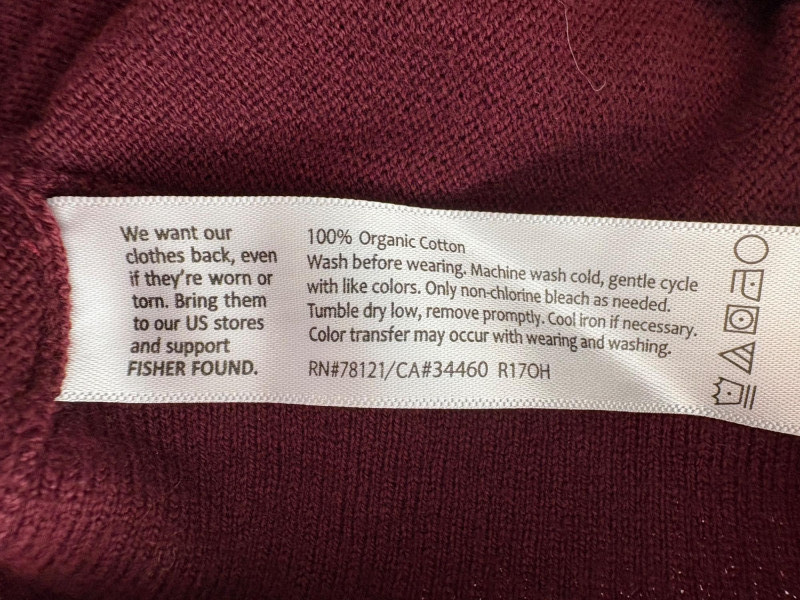 We want our
clothes back, even
if they're worn or
torn. Bring them
to our US stores
and support
FISHER FOUND.
100% Organic Cotton
Wash before wearing. Machine wash cold, gentle cycle
with like colors. Only non-chlorine bleach as needed.
Tumble dry low, remove promptly. Cool iron if necessary.
Color transfer may occur with wearing and washing.
RN#78121/CA#34460 R17OH